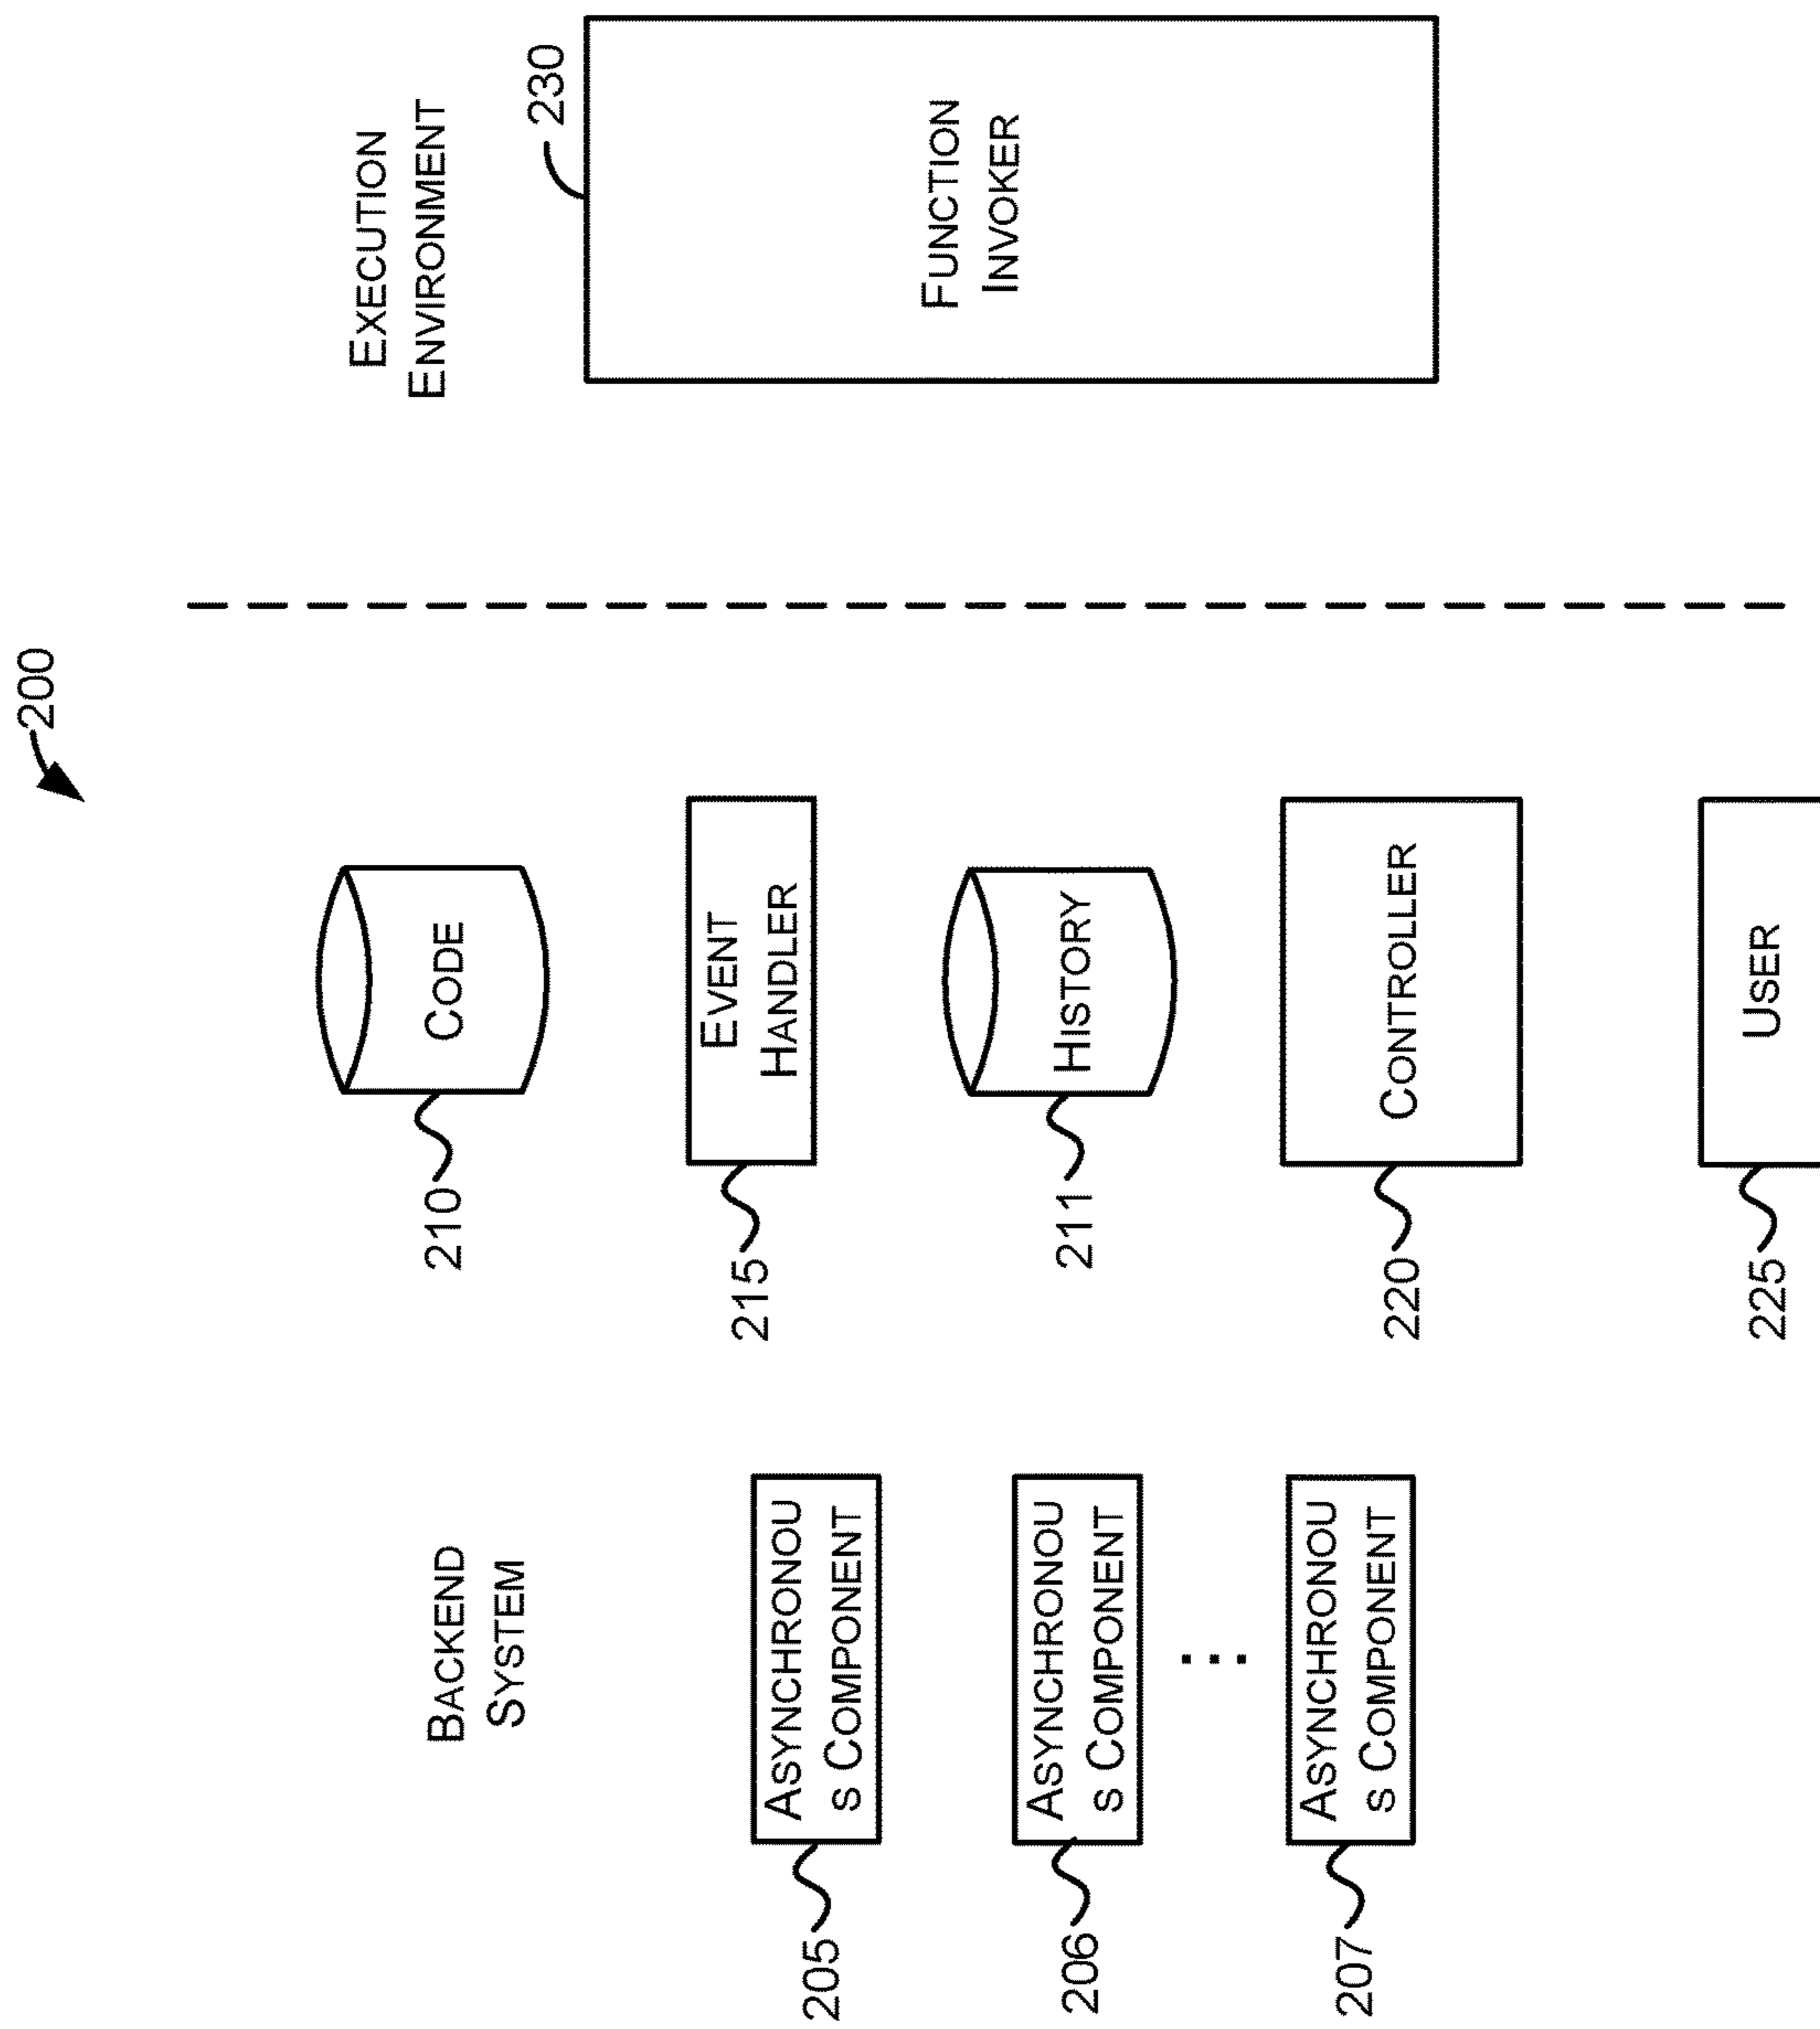 200
Backend
System
205
Asynchronou
s Component
206
Asynchronou
s Component
...
207
Asynchronou
s Component
210
Code
215
Event
Handler
211
History
220
Controller
225
User
Execution
Environment
230
Function
Invoker